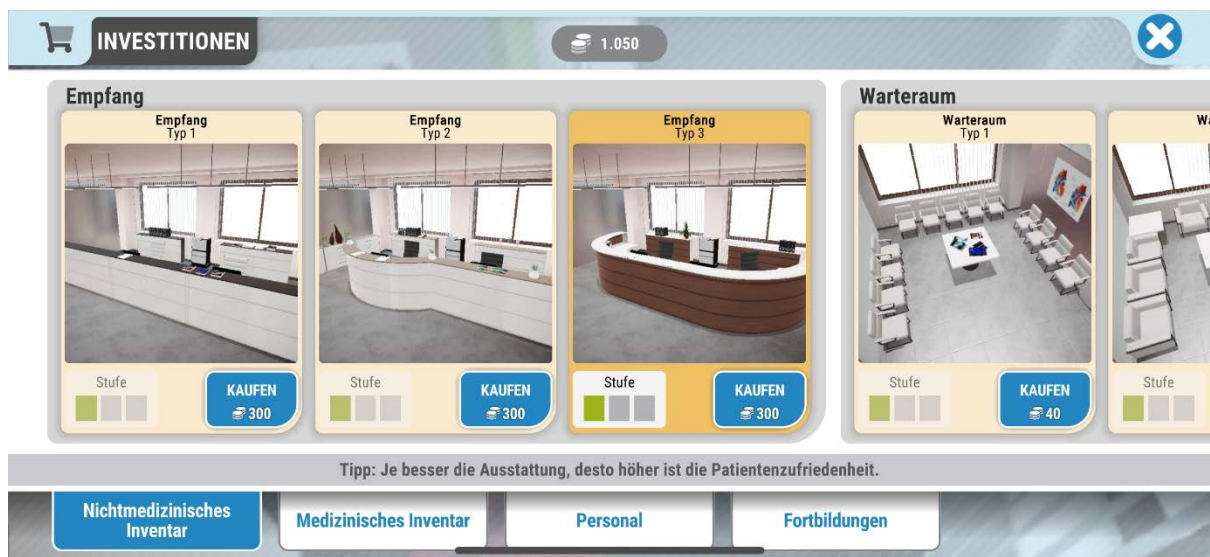 INVESTITIONEN
1.050
Empfang
Empfang
Typ 1
Stufe
KAUFEN
300
Empfang
Typ 2
Stufe
KAUFEN
300
Empfang
Typ 3
Stufe
KAUFEN
300
Warteraum
Warteraum
Typ 1
Stufe
KAUFEN
40
Stufe
Tipp: Je besser die Ausstattung, desto höher ist die Patientenzufriedenheit.
Nichtmedizinisches
Inventar
Medizinisches Inventar
Personal
Fortbildungen